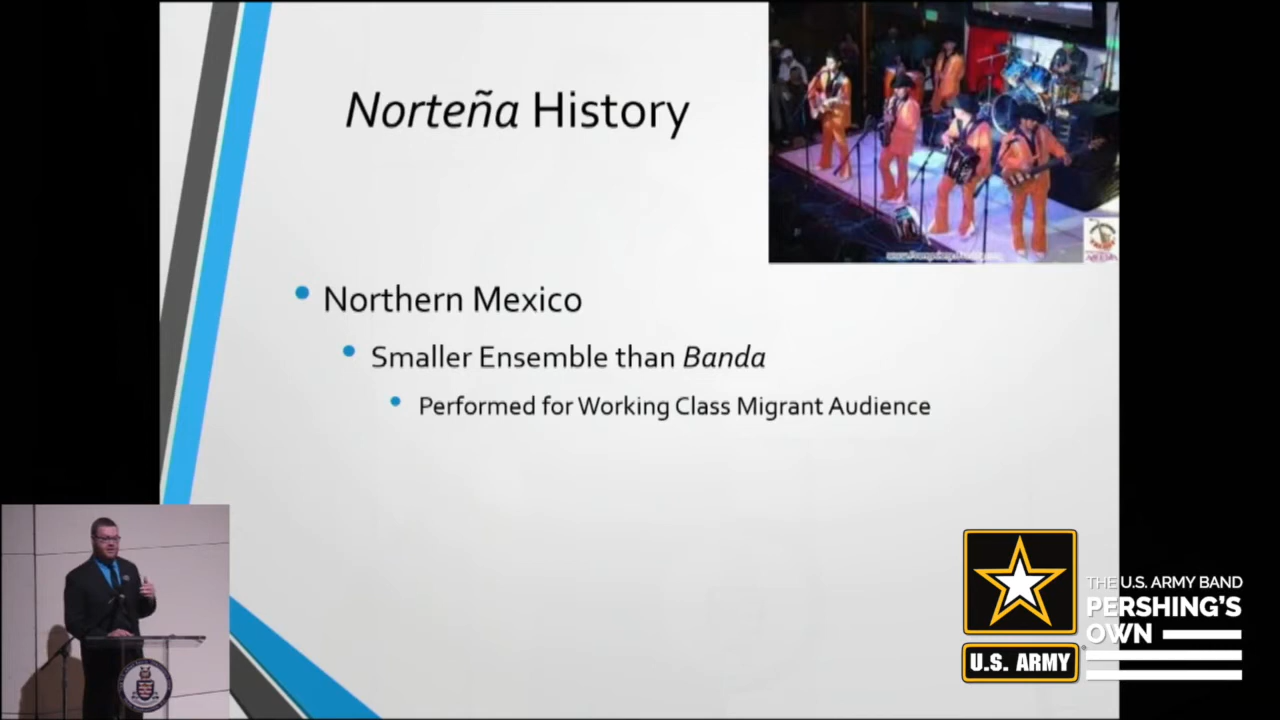 Norteña History
Northern Mexico
Smaller Ensemble than Banda
Performed for Working Class Migrant Audience
U.S. ARMY
THE U.S. ARMY BAND
PERSHING'S
OWN